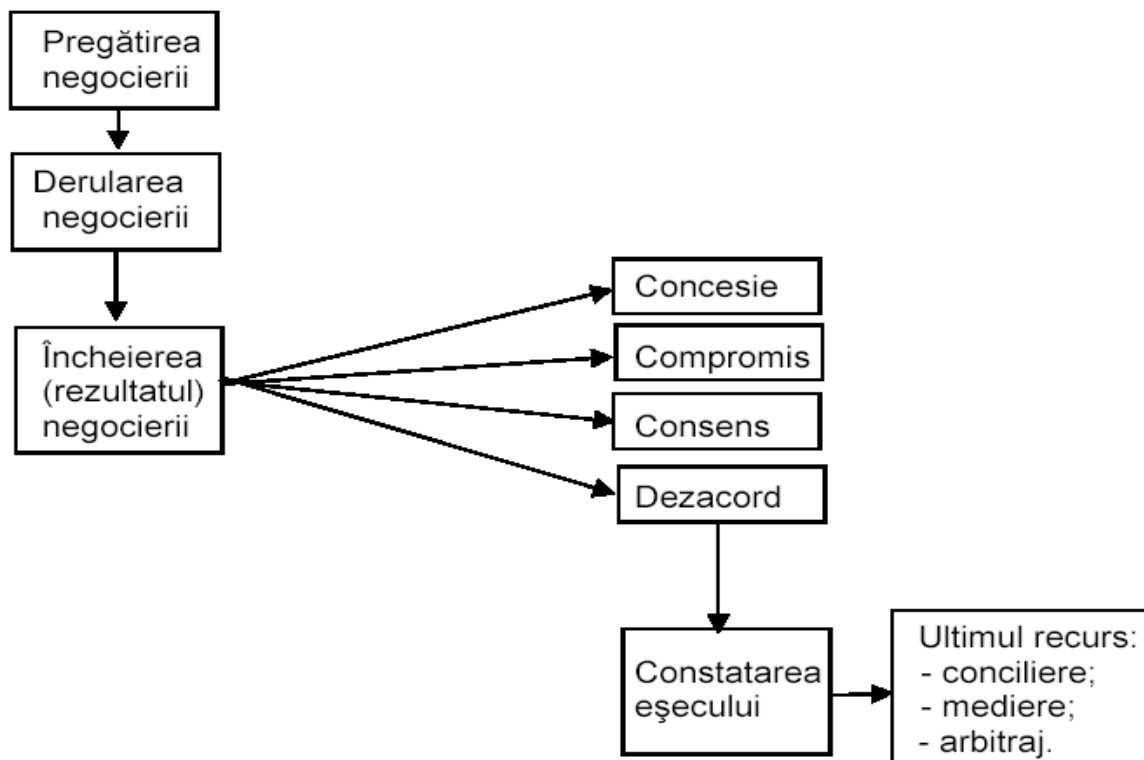 Pregătirea
negocierii
Derularea
negocierii
Încheierea
(rezultatul)
negocierii
Concesie
Compromis
Consens
Dezacord
Constatarea
eşecului
Ultimul recurs:
- conciliere;
- mediere;
- arbitraj.